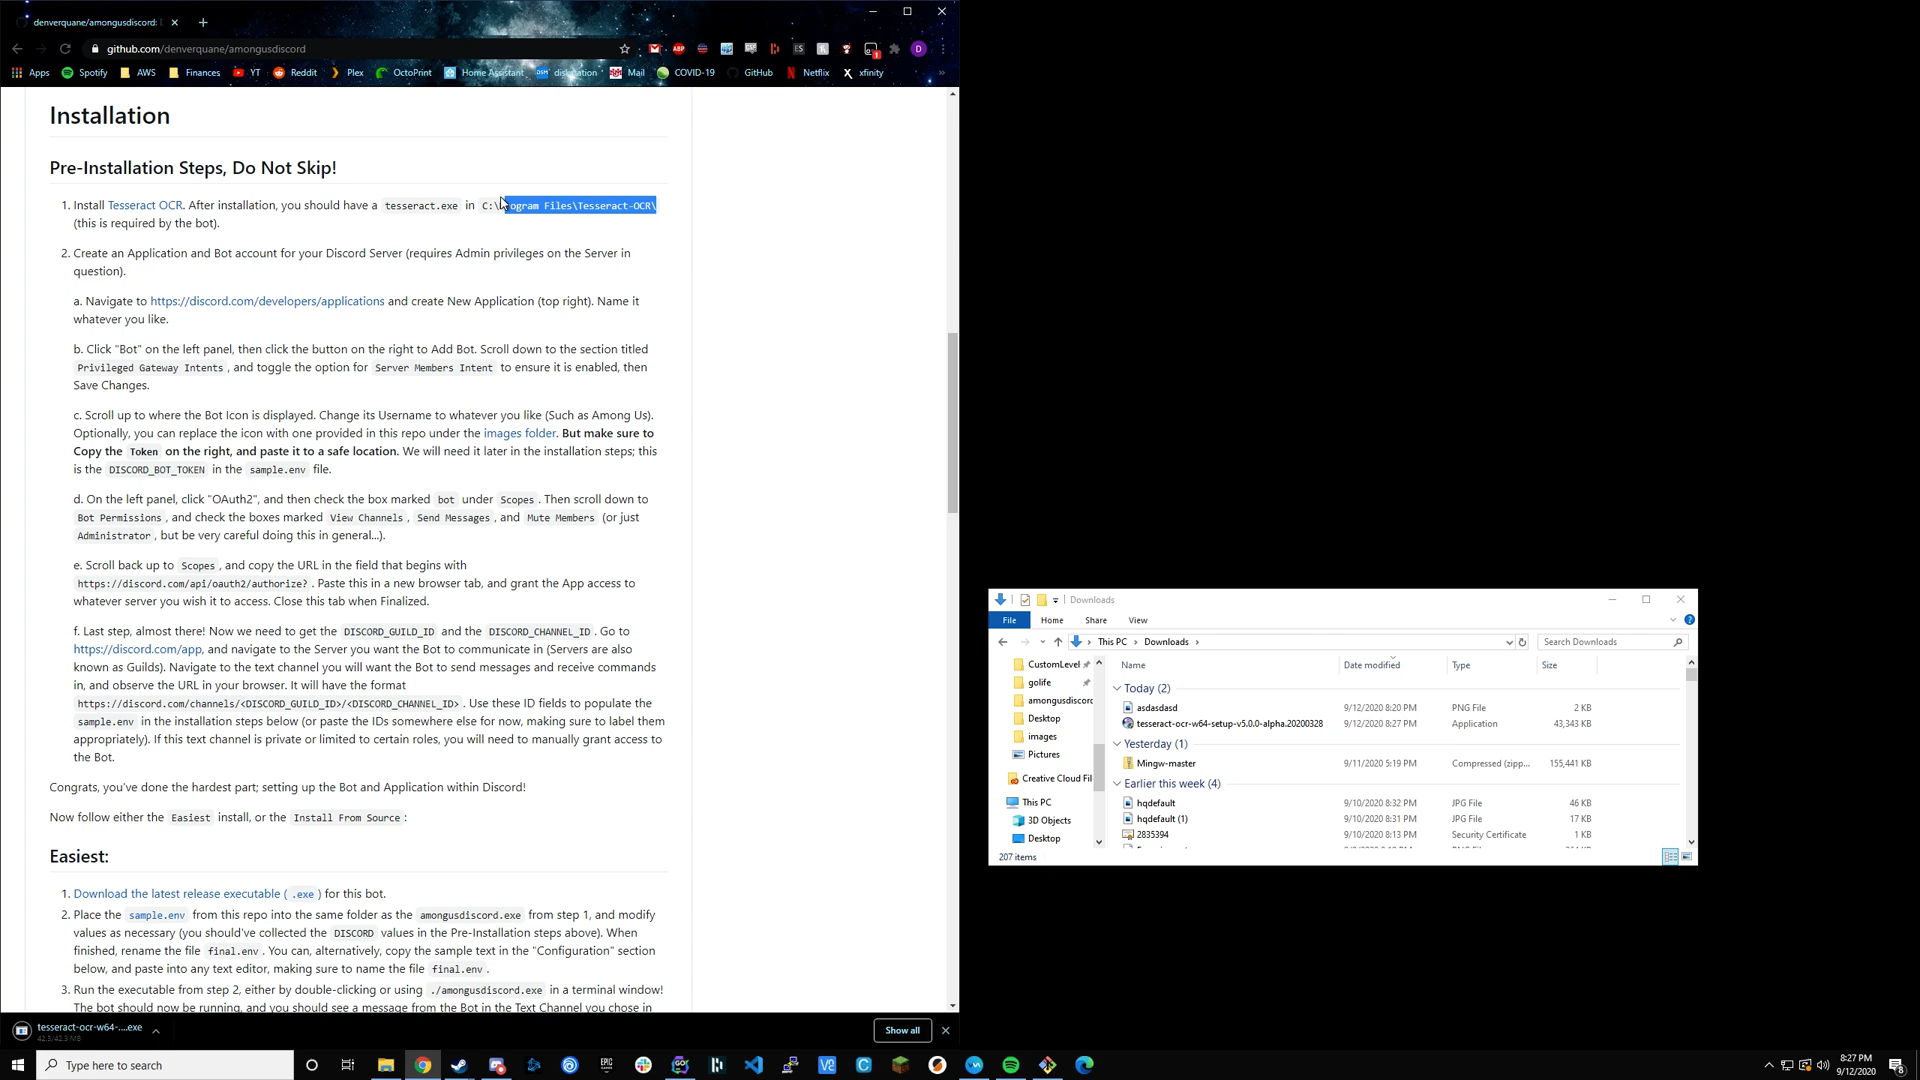 denverquane/amongusdiscord:
github.com/denverquane/amongusdiscord
Apps Spotify AWS Finances YT Reddit Plex OctoPrint Home Assistant diskstation Mail COVID-19 GitHub Netflix xfinity
Installation
Pre-Installation Steps, Do Not Skip!
1. Install Tesseract OCR. After installation, you should have a tesseract.exe in C:\Program Files\Tesseract-OCR\
(this is required by the bot).
2. Create an Application and Bot account for your Discord Server (requires Admin privileges on the Server in
question).
a. Navigate to https://discord.com/developers/applications and create New Application (top right). Name it
whatever you like.
b. Click "Bot" on the left panel, then click the button on the right to Add Bot. Scroll down to the section titled
Privileged Gateway Intents , and toggle the option for Server Members Intent to ensure it is enabled, then
Save Changes.
c. Scroll up to where the Bot Icon is displayed. Change its Username to whatever you like (Such as Among Us).
Optionally, you can replace the icon with one provided in this repo under the images folder. But make sure to
Copy the Token on the right, and paste it to a safe location. We will need it later in the installation steps; this
is the DISCORD_BOT_TOKEN in the sample.env file.
d. On the left panel, click "OAuth2", and then check the box marked bot under Scopes . Then scroll down to
Bot Permissions , and check the boxes marked View Channels , Send Messages , and Mute Members (or just
Administrator , but be very careful doing this in general...).
e. Scroll back up to Scopes , and copy the URL in the field that begins with
https://discord.com/api/oauth2/authorize? . Paste this in a new browser tab, and grant the App access to
whatever server you wish it to access. Close this tab when Finalized.
f. Last step, almost there! Now we need to get the DISCORD_GUILD_ID and the DISCORD_CHANNEL_ID . Go to
https://discord.com/app, and navigate to the Server you want the Bot to communicate in (Servers are also
known as Guilds). Navigate to the text channel you will want the Bot to send messages and receive commands
in, and observe the URL in your browser. It will have the format
https://discord.com/channels/<DISCORD_GUILD_ID>/<DISCORD_CHANNEL_ID> . Use these ID fields to populate the
sample.env in the installation steps below (or paste the IDs somewhere else for now, making sure to label them
appropriately). If this text channel is private or limited to certain roles, you will need to manually grant access to
the Bot.
Congrats, you've done the hardest part; setting up the Bot and Application within Discord!
Now follow either the Easiest install, or the Install From Source :
Easiest:
1. Download the latest release executable ( .exe ) for this bot.
2. Place the sample.env from this repo into the same folder as the amongusdiscord.exe from step 1, and modify
values as necessary (you should've collected the DISCORD values in the Pre-Installation steps above). When
finished, rename the file final.env . You can, alternatively, copy the sample text in the "Configuration" section
below, and paste into any text editor, making sure to name the file final.env .
3. Run the executable from step 2, either by double-clicking or using ./amongusdiscord.exe in a terminal window!
The bot should now be running, and you should see a message from the Bot in the Text Channel you chose in
tesseract-ocr-w64-....exe
42.3/42.3 MB
Show all
Downloads
File Home Share View
This PC Downloads
Search Downloads
CustomLevel
golife
amongusdiscord
Desktop
images
Pictures
Creative Cloud Fil
This PC
3D Objects
Desktop
Name Date modified Type Size
Today (2)
asdasdasd 9/12/2020 8:20 PM PNG File 2 KB
tesseract-ocr-w64-setup-v5.0.0-alpha.20200328 9/12/2020 8:27 PM Application 43,343 KB
Yesterday (1)
Mingw-master 9/11/2020 5:19 PM Compressed (zipp... 155,441 KB
Earlier this week (4)
hqdefault 9/10/2020 8:32 PM JPG File 46 KB
hqdefault (1) 9/10/2020 8:31 PM JPG File 17 KB
2835394 9/10/2020 8:13 PM Security Certificate 1 KB
207 items
Type here to search
8:27 PM
9/12/2020